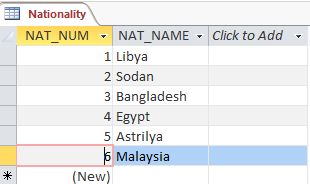 Nationality
NAT_NUM NAT_NAME Click to Add
1 Libya
2 Sodan
3 Bangladesh
4 Egypt
5 Astrilya
6 Malaysia
* (New)